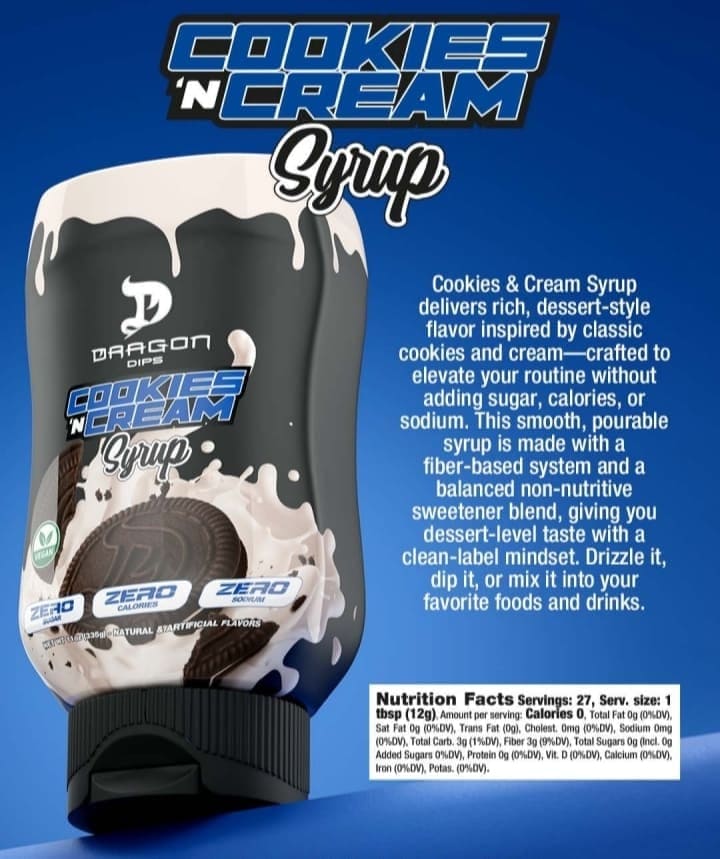 COOKIES
'N CREAM
Syrup
DRAGON
DIPS
COOKIES
'N CREAM
Syrup
VEGAN
ZERO
SUGAR
ZERO
CALORIES
ZERO
SODIUM
NATURAL & ARTIFICIAL FLAVORS
Cookies & Cream Syrup
delivers rich, dessert-style
flavor inspired by classic
cookies and cream—crafted to
elevate your routine without
adding sugar, calories, or
sodium. This smooth, pourable
syrup is made with a
fiber-based system and a
balanced non-nutritive
sweetener blend, giving you
dessert-level taste with a
clean-label mindset. Drizzle it,
dip it, or mix it into your
favorite foods and drinks.
Nutrition Facts Servings: 27, Serv. size: 1
tbsp (12g), Amount per serving: Calories 0, Total Fat 0g (0%DV),
Sat Fat 0g (0%DV), Trans Fat (0g), Cholest. 0mg (0%DV), Sodium 0mg
(0%DV), Total Carb. 3g (1%DV), Fiber 3g (9%DV), Total Sugars 0g (Incl. 0g
Added Sugars 0%DV), Protein 0g (0%DV), Vit. D (0%DV), Calcium (0%DV),
Iron (0%DV), Potas. (0%DV).